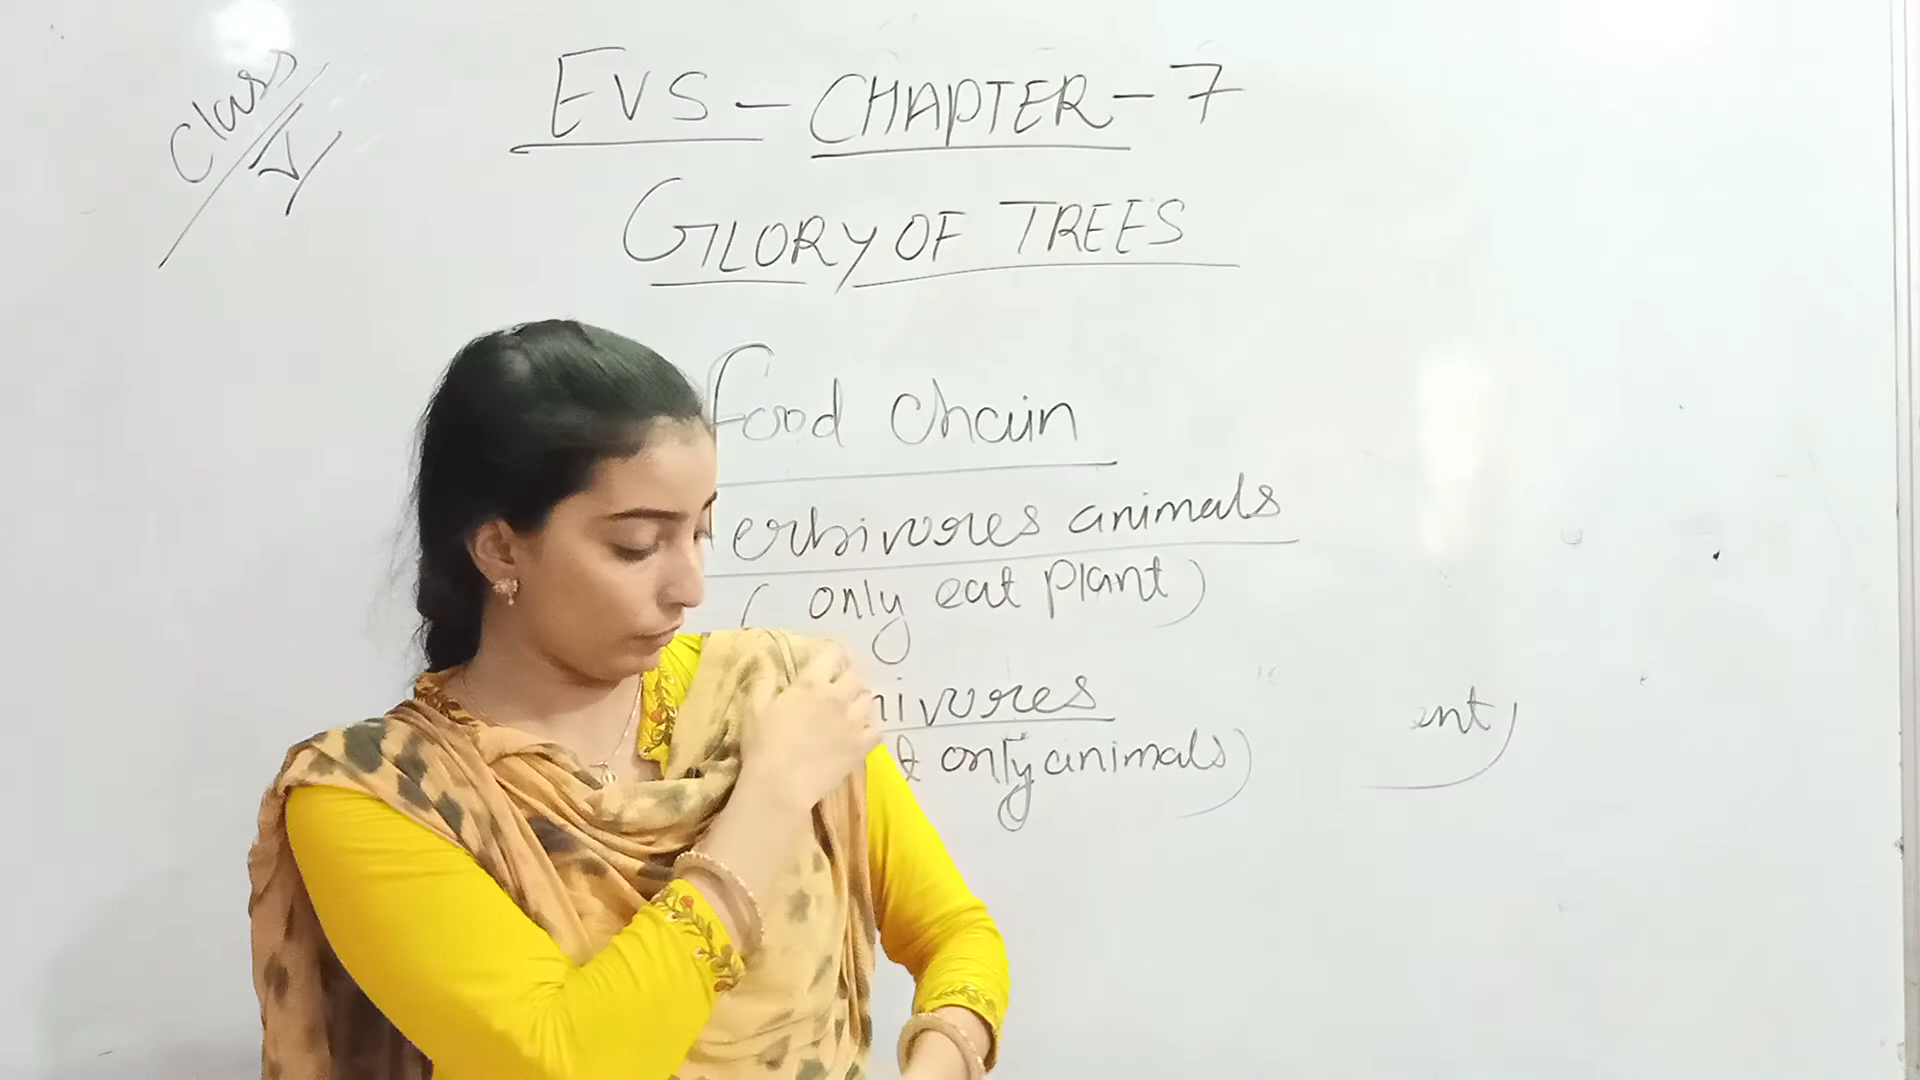 Class V
EVS - CHAPTER - 7
GLORY OF TREES
Food Chain
erbivores animals
( only eat plant )
nivores
only animals )
ent )